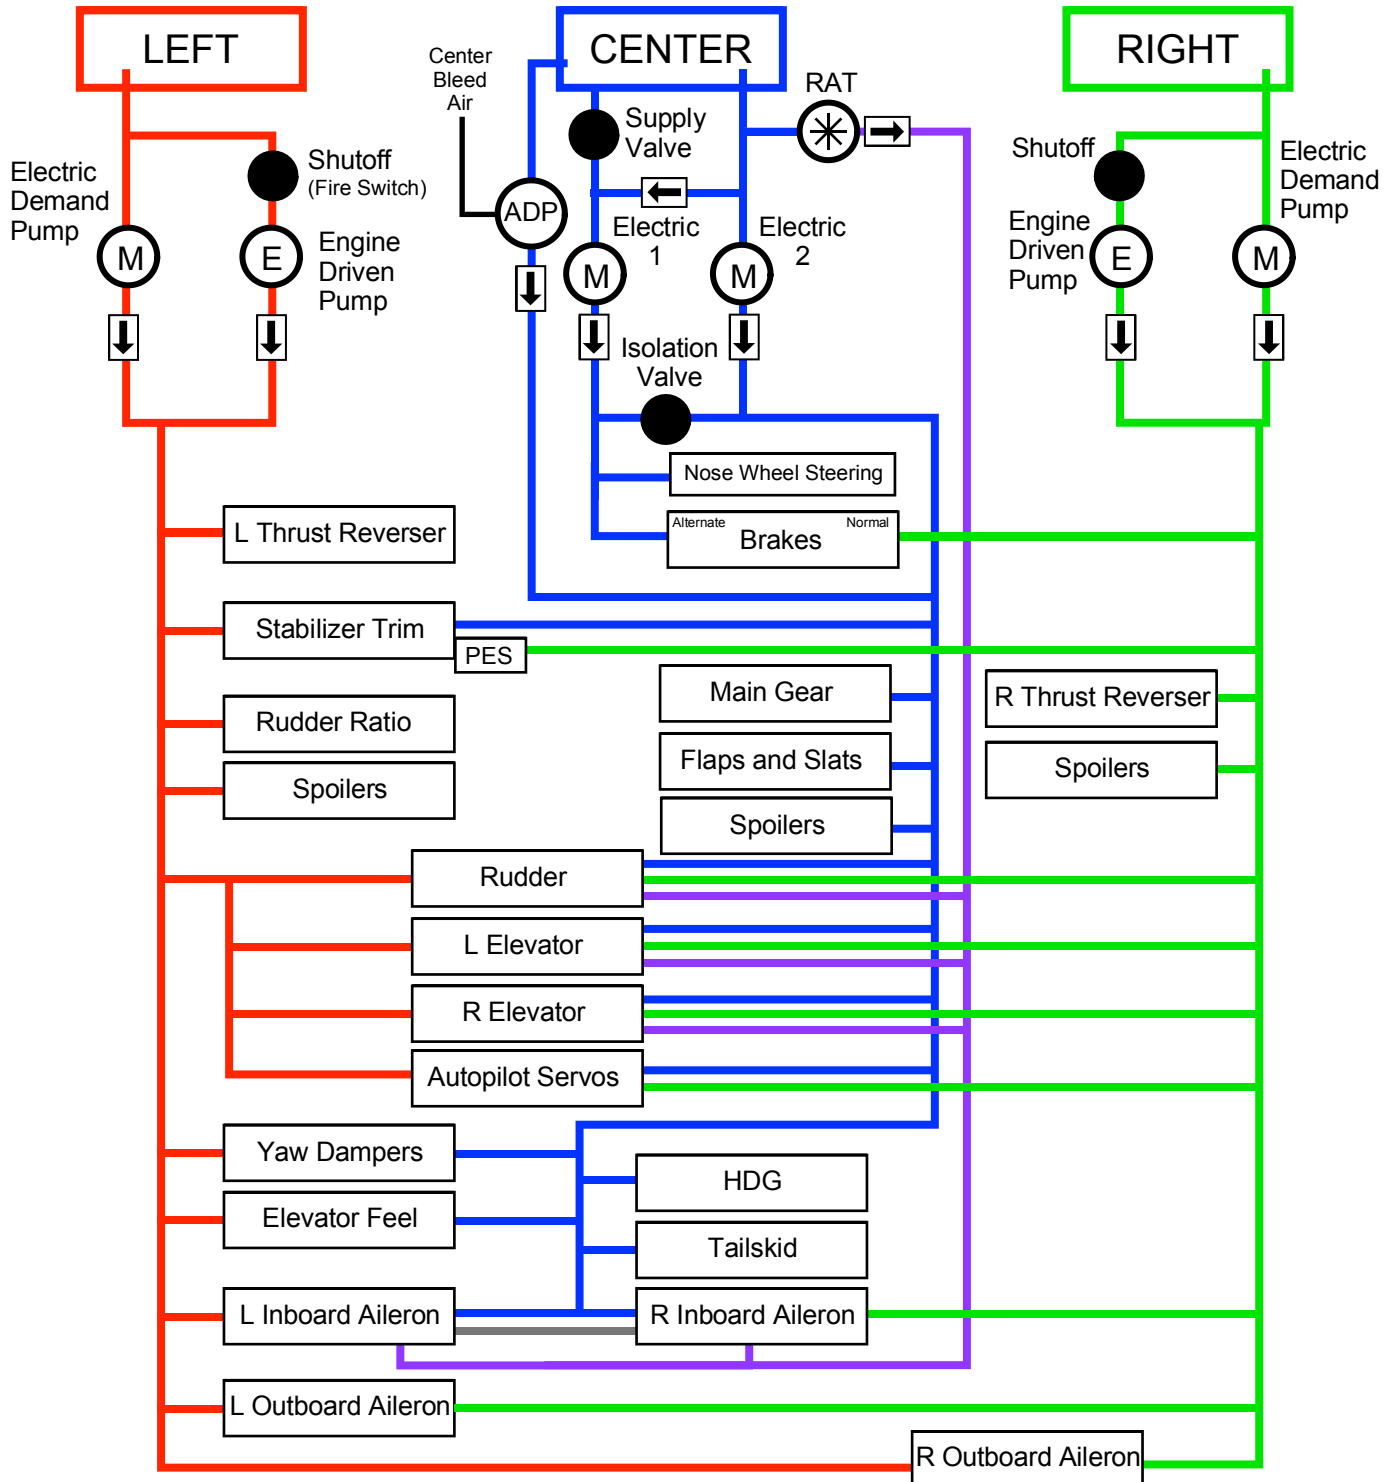 LEFT
CENTER
RIGHT
Center
Bleed
Air
RAT
Supply
Valve
Shutoff
(Fire Switch)
Shutoff
Electric
Demand
Pump
Electric
Demand
Pump
ADP
Electric
1
Electric
2
M
E
Engine
Driven
Pump
M
M
Engine
Driven
Pump
E
M
Isolation
Valve
Nose Wheel Steering
L Thrust Reverser
Alternate
Normal
Brakes
Stabilizer Trim
PES
Main Gear
R Thrust Reverser
Rudder Ratio
Flaps and Slats
Spoilers
Spoilers
Spoilers
Rudder
L Elevator
R Elevator
Autopilot Servos
Yaw Dampers
HDG
Elevator Feel
Tailskid
L Inboard Aileron
R Inboard Aileron
L Outboard Aileron
R Outboard Aileron